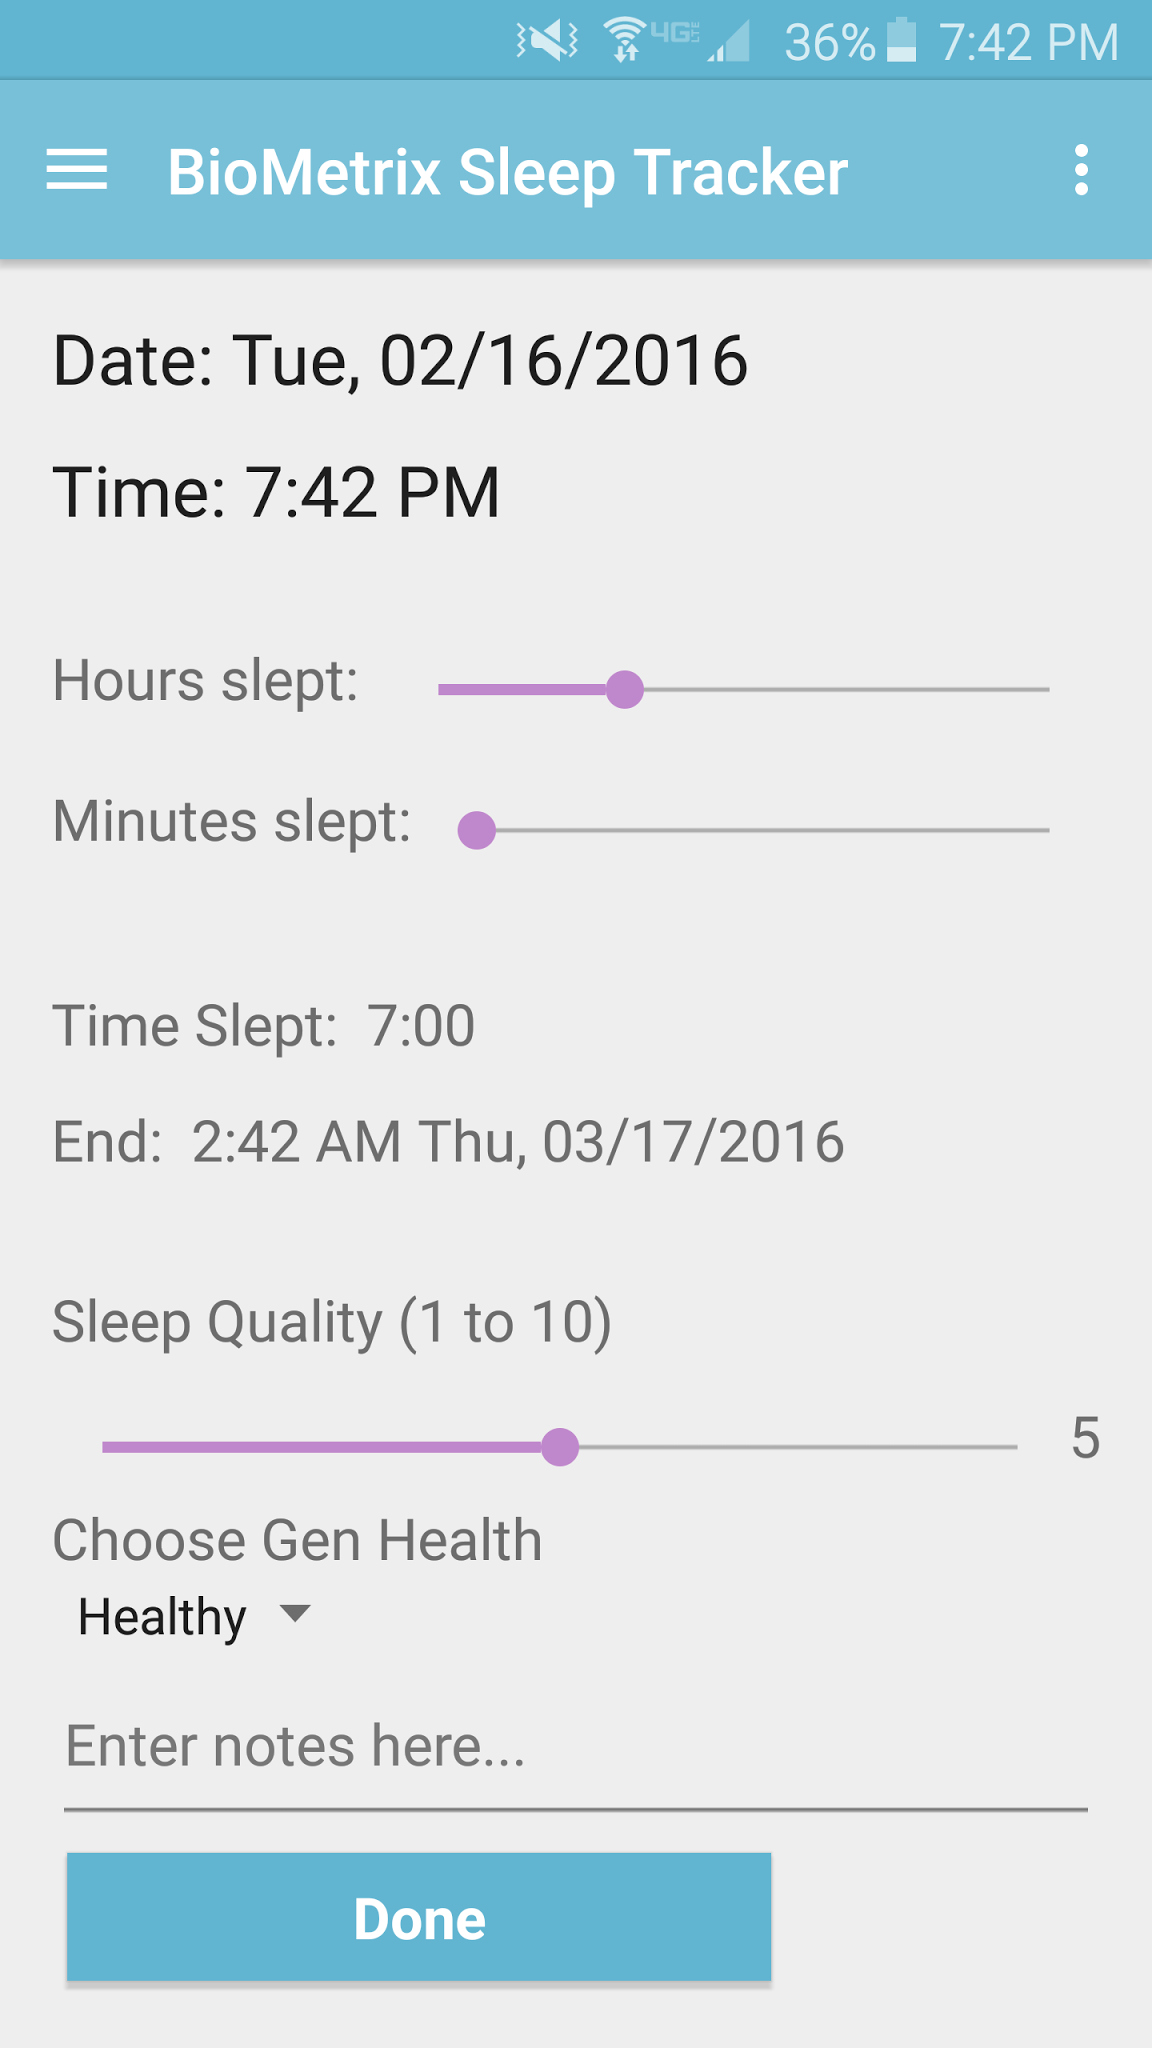 4G LTE 36% 7:42 PM
BioMetrix Sleep Tracker
Date: Tue, 02/16/2016
Time: 7:42 PM
Hours slept:
Minutes slept:
Time Slept: 7:00
End: 2:42 AM Thu, 03/17/2016
Sleep Quality (1 to 10)
5
Choose Gen Health
Healthy
Enter notes here...
Done